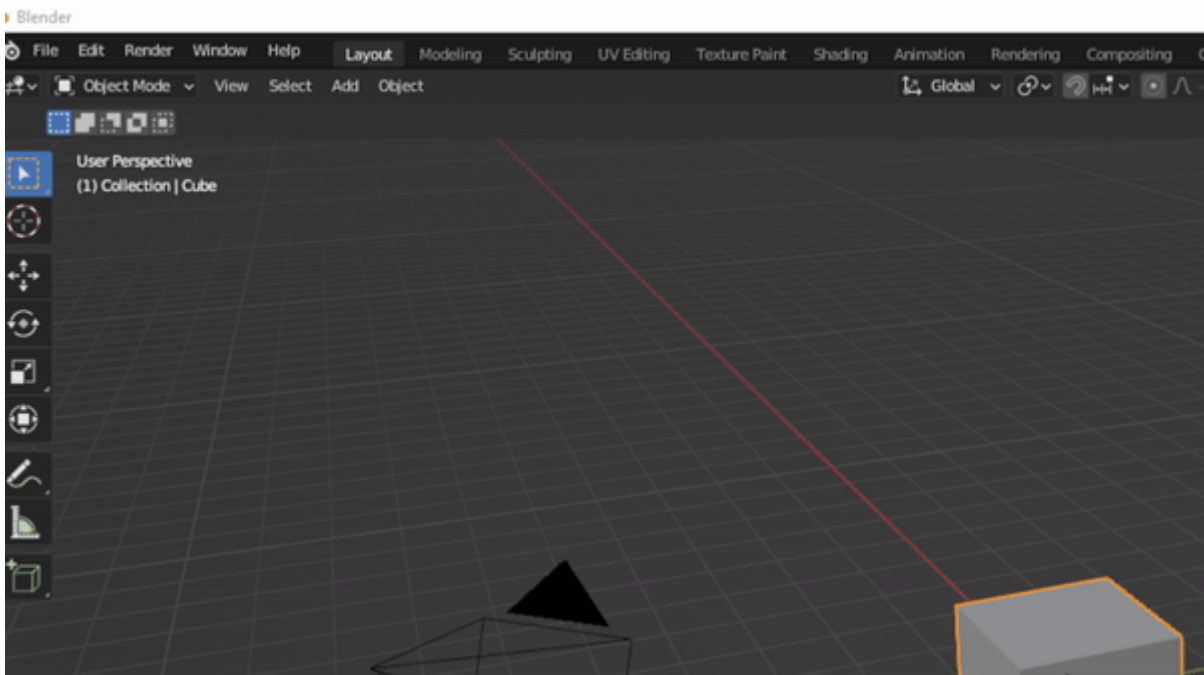 Blender
File Edit Render Window Help Layout Modeling Sculpting UV Editing Texture Paint Shading Animation Rendering Compositing
Object Mode View Select Add Object Global
User Perspective
(1) Collection | Cube